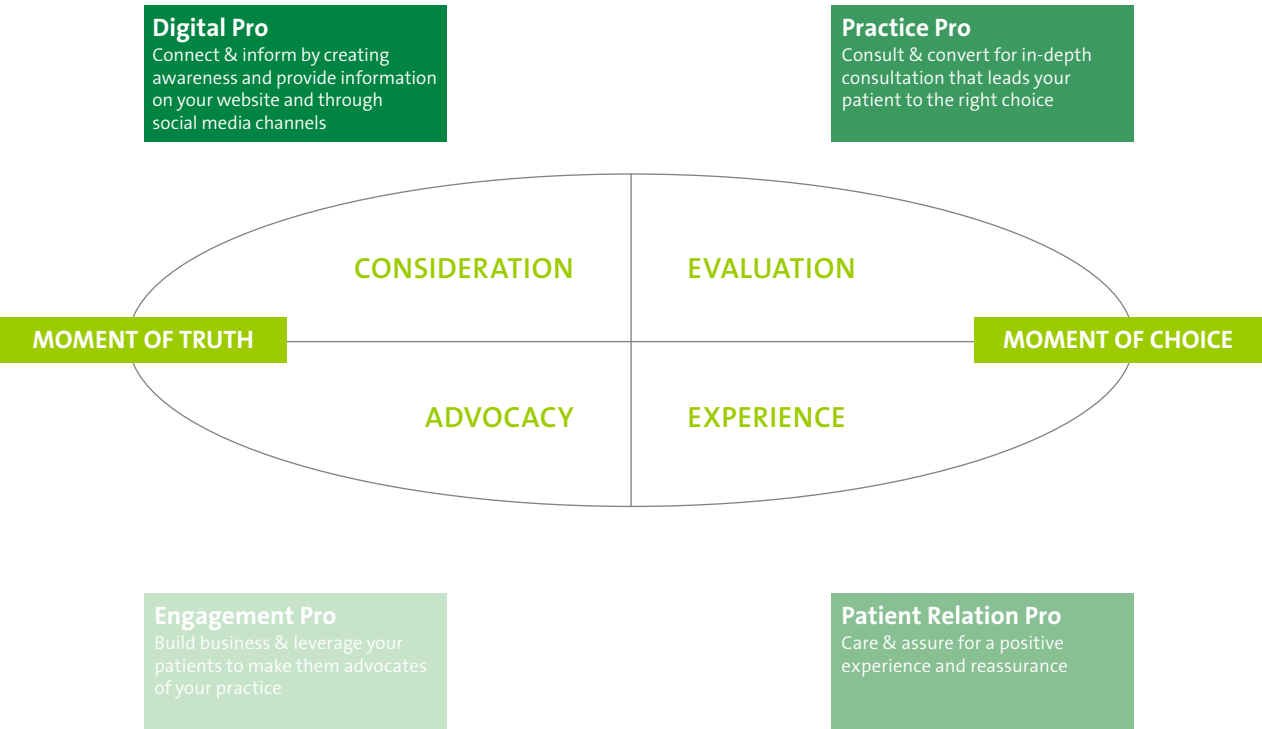 Digital Pro
Connect & inform by creating
awareness and provide information
on your website and through
social media channels
Practice Pro
Consult & convert for in-depth
consultation that leads your
patient to the right choice
CONSIDERATION
EVALUATION
MOMENT OF TRUTH
MOMENT OF CHOICE
ADVOCACY
EXPERIENCE
Engagement Pro
Build business & leverage your
patients to make them advocates
of your practice
Patient Relation Pro
Care & assure for a positive
experience and reassurance